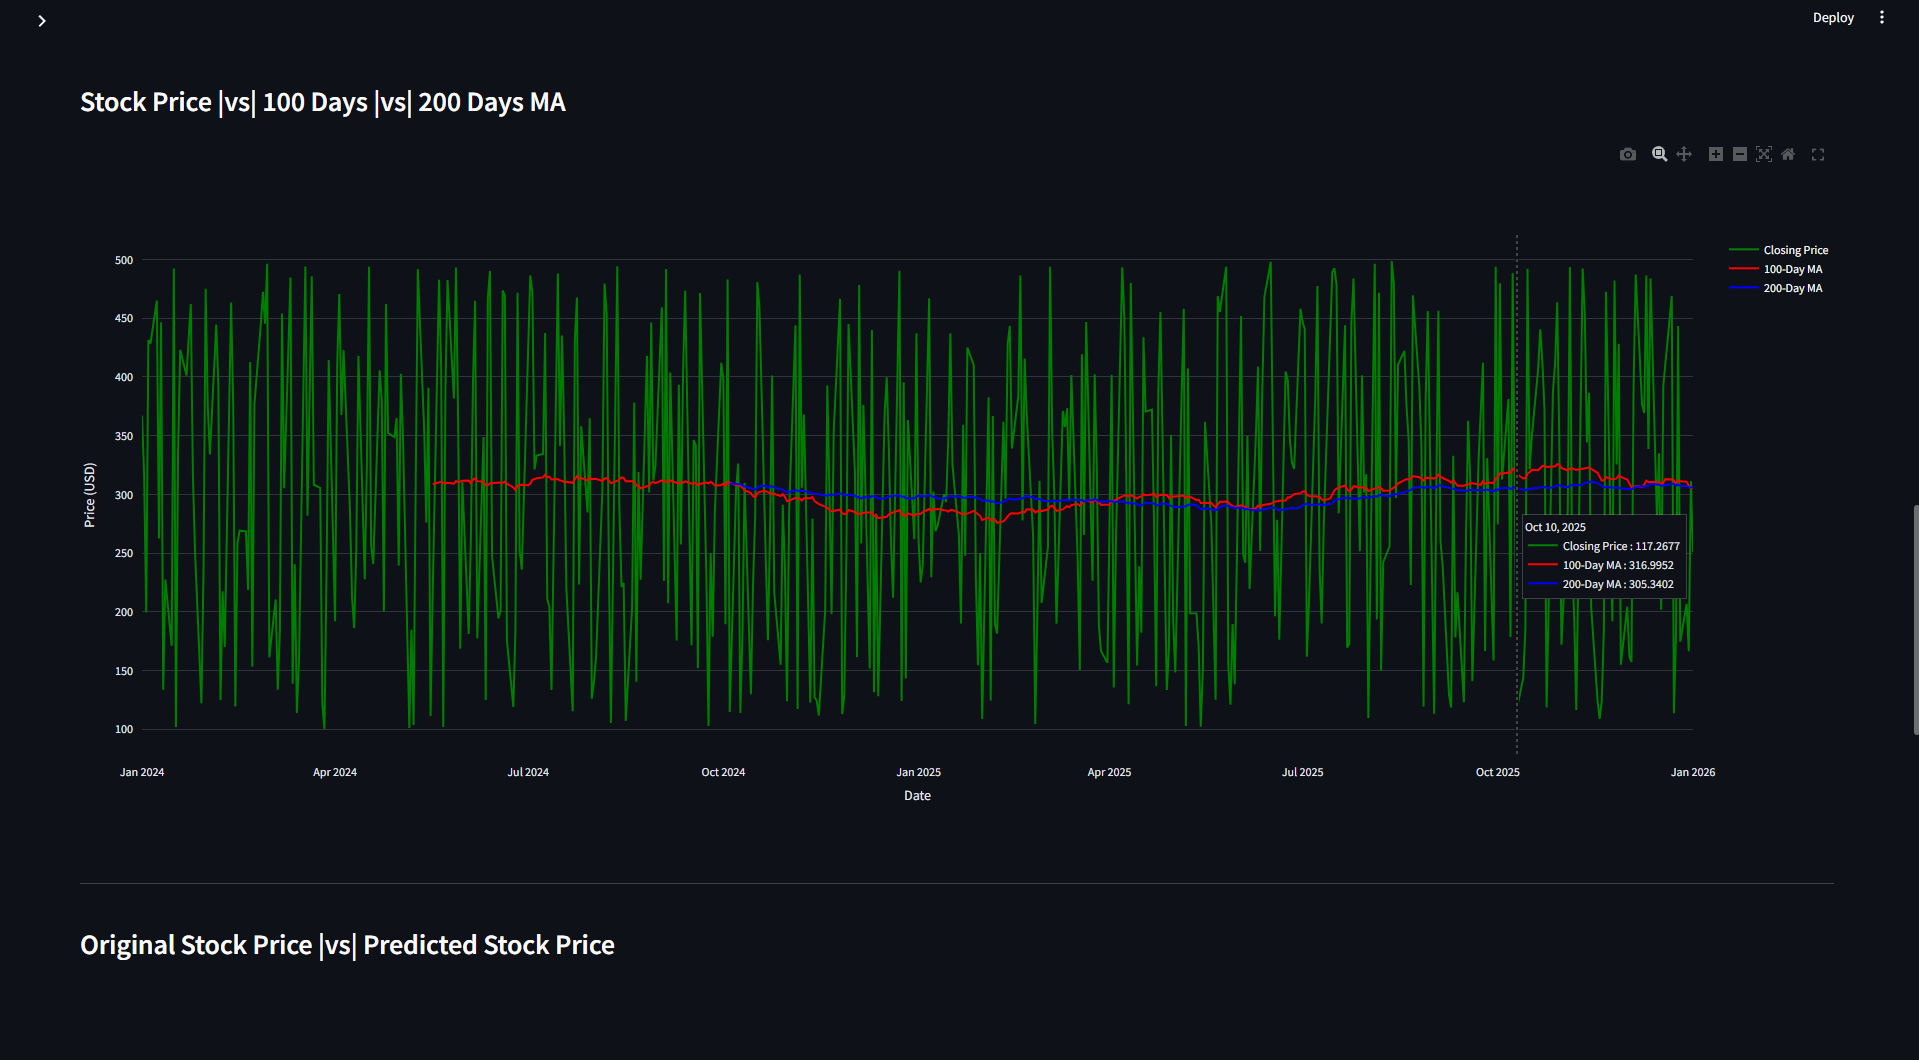 Deploy
Stock Price |vs| 100 Days |vs| 200 Days MA
Closing Price
100-Day MA
200-Day MA
500
450
400
350
300
250
200
150
100
Price (USD)
Oct 10, 2025
Closing Price : 117.2677
100-Day MA : 316.9952
200-Day MA : 305.3402
Jan 2024
Apr 2024
Jul 2024
Oct 2024
Jan 2025
Apr 2025
Jul 2025
Oct 2025
Jan 2026
Date
Original Stock Price |vs| Predicted Stock Price